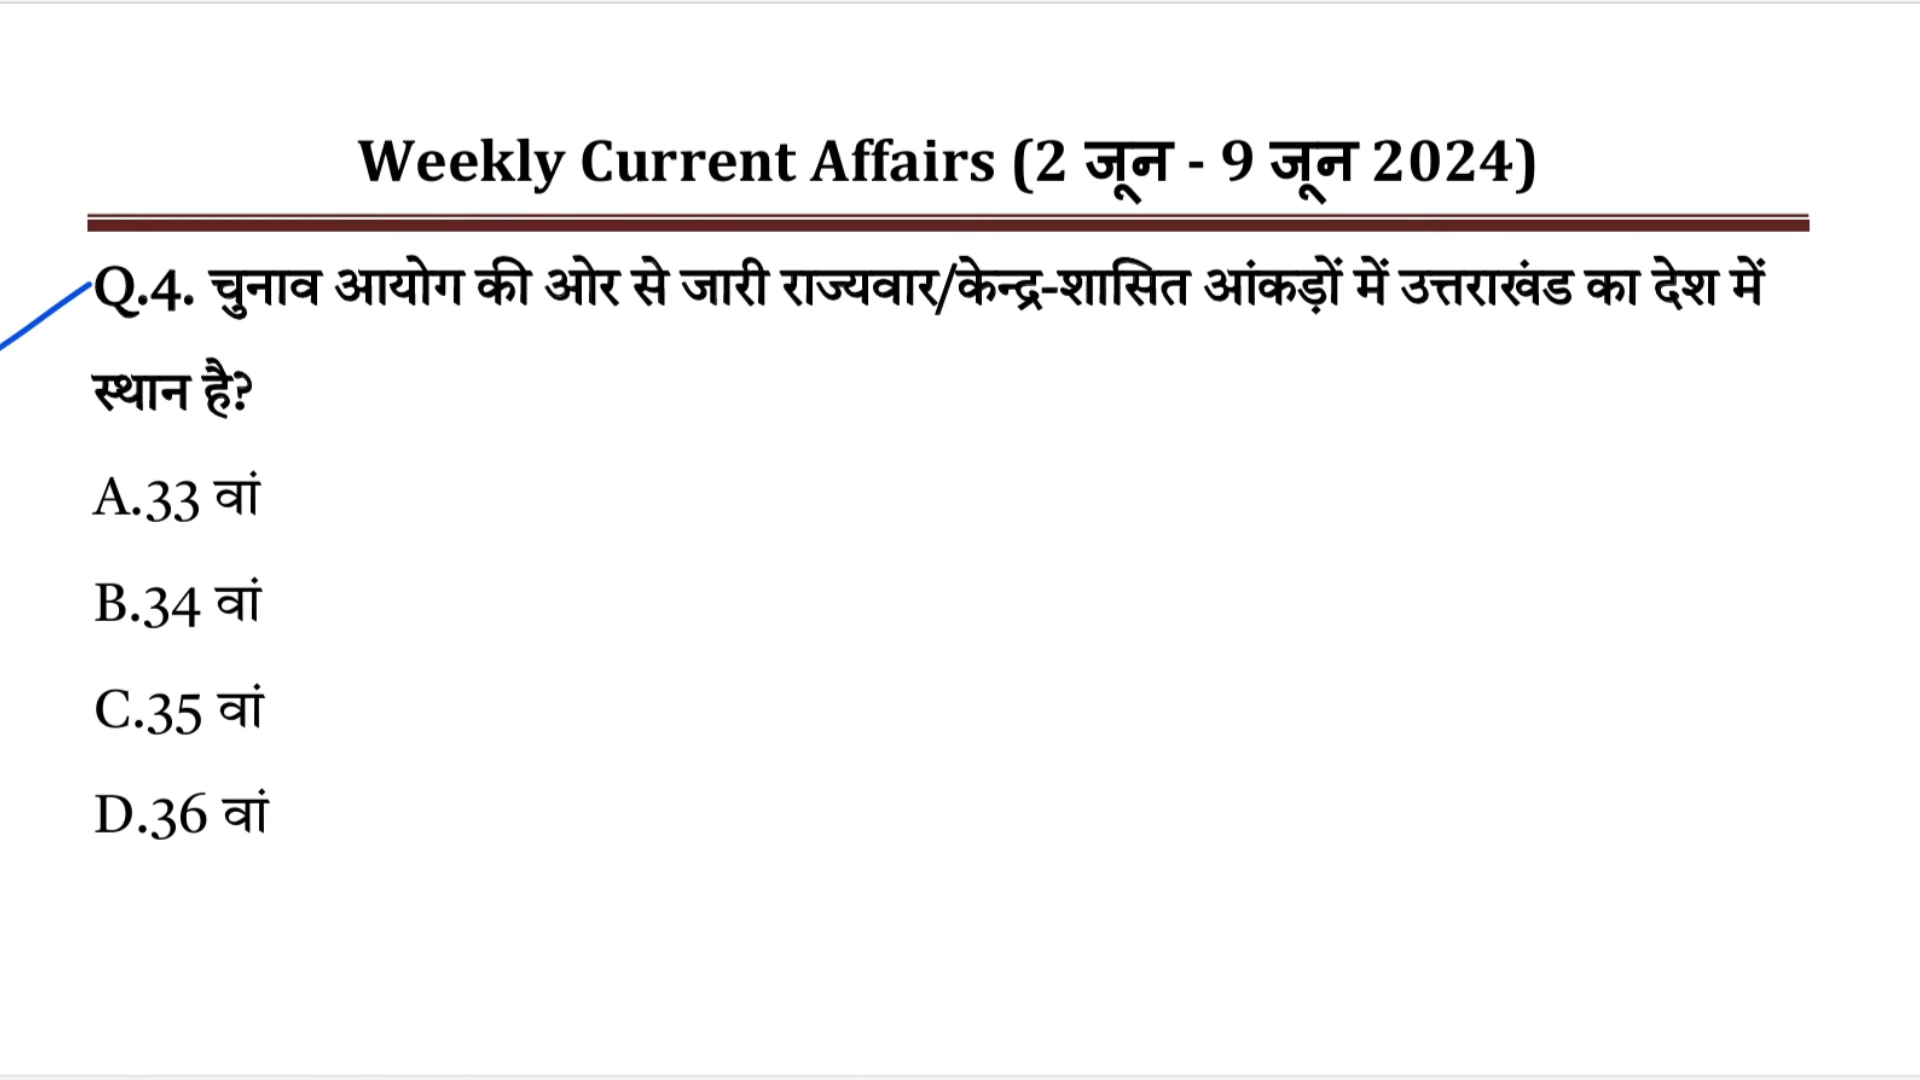 Weekly Current Affairs (2 जून - 9 जून 2024)
Q.4. चुनाव आयोग की ओर से जारी राज्यवार/केन्द्र-शासित आंकड़ों में उत्तराखंड का देश में
स्थान है?
A.33 वां
B.34 वां
C.35 वां
D.36 वां